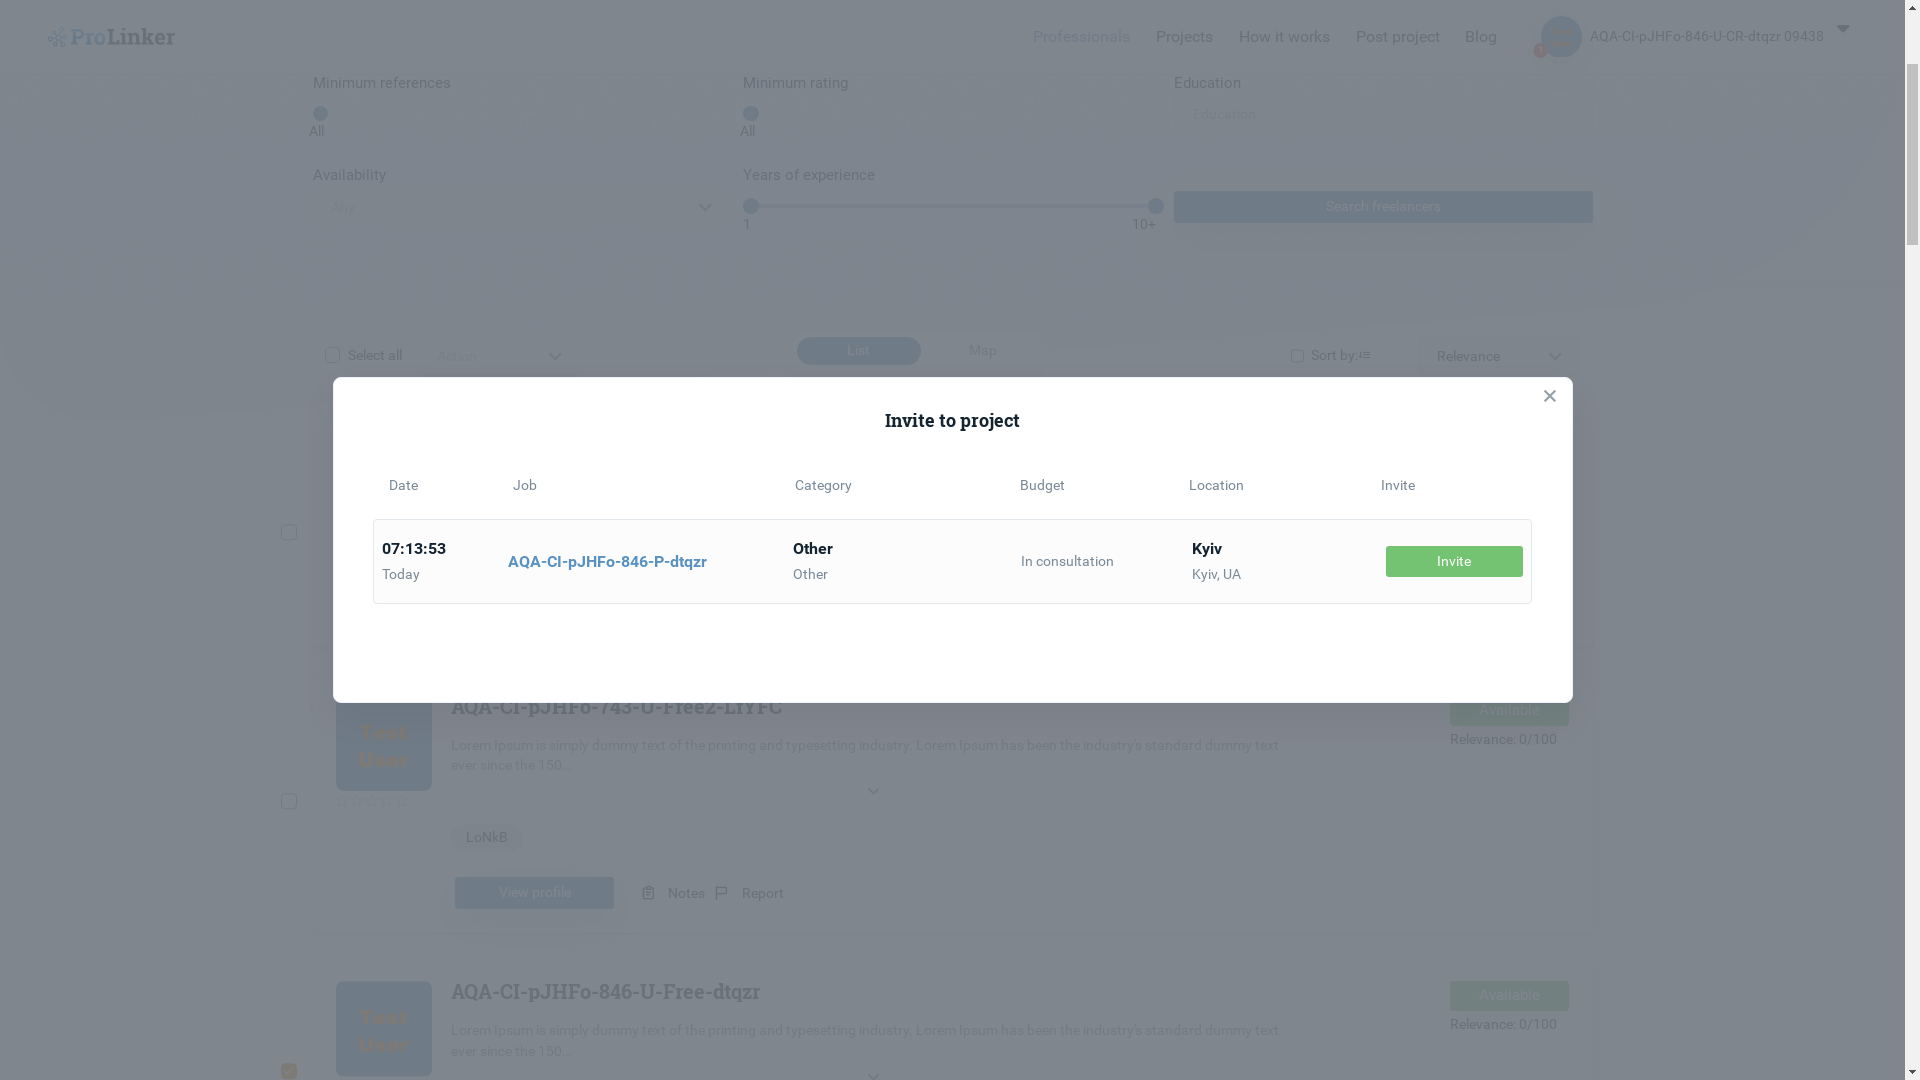 ProLinker
Professionals
Projects
How it works
Post project
Blog
AQA-CI-pJHFo-846-U-CR-dtqzr 09438
Minimum references
Minimum rating
Education
Education
All
All
Availability
Years of experience
Any
Search freelancers
1
10+
Select all
Action
List
Map
Sort by:
Relevance
Invite to project
Date
Job
Category
Budget
Location
Invite
07:13:53
Today
AQA-CI-pJHFo-846-P-dtqzr
Other
Other
In consultation
Kyiv
Kyiv, UA
Invite
AQA-CI-pJHFo-743-U-Free2-LfYFC
Available
Test
User
Lorem Ipsum is simply dummy text of the printing and typesetting industry. Lorem Ipsum has been the industry's standard dummy text
ever since the 150...
Relevance: 0/100
LoNkB
View profile
Notes
Report
AQA-CI-pJHFo-846-U-Free-dtqzr
Available
Test
User
Lorem Ipsum is simply dummy text of the printing and typesetting industry. Lorem Ipsum has been the industry's standard dummy text
ever since the 150...
Relevance: 0/100